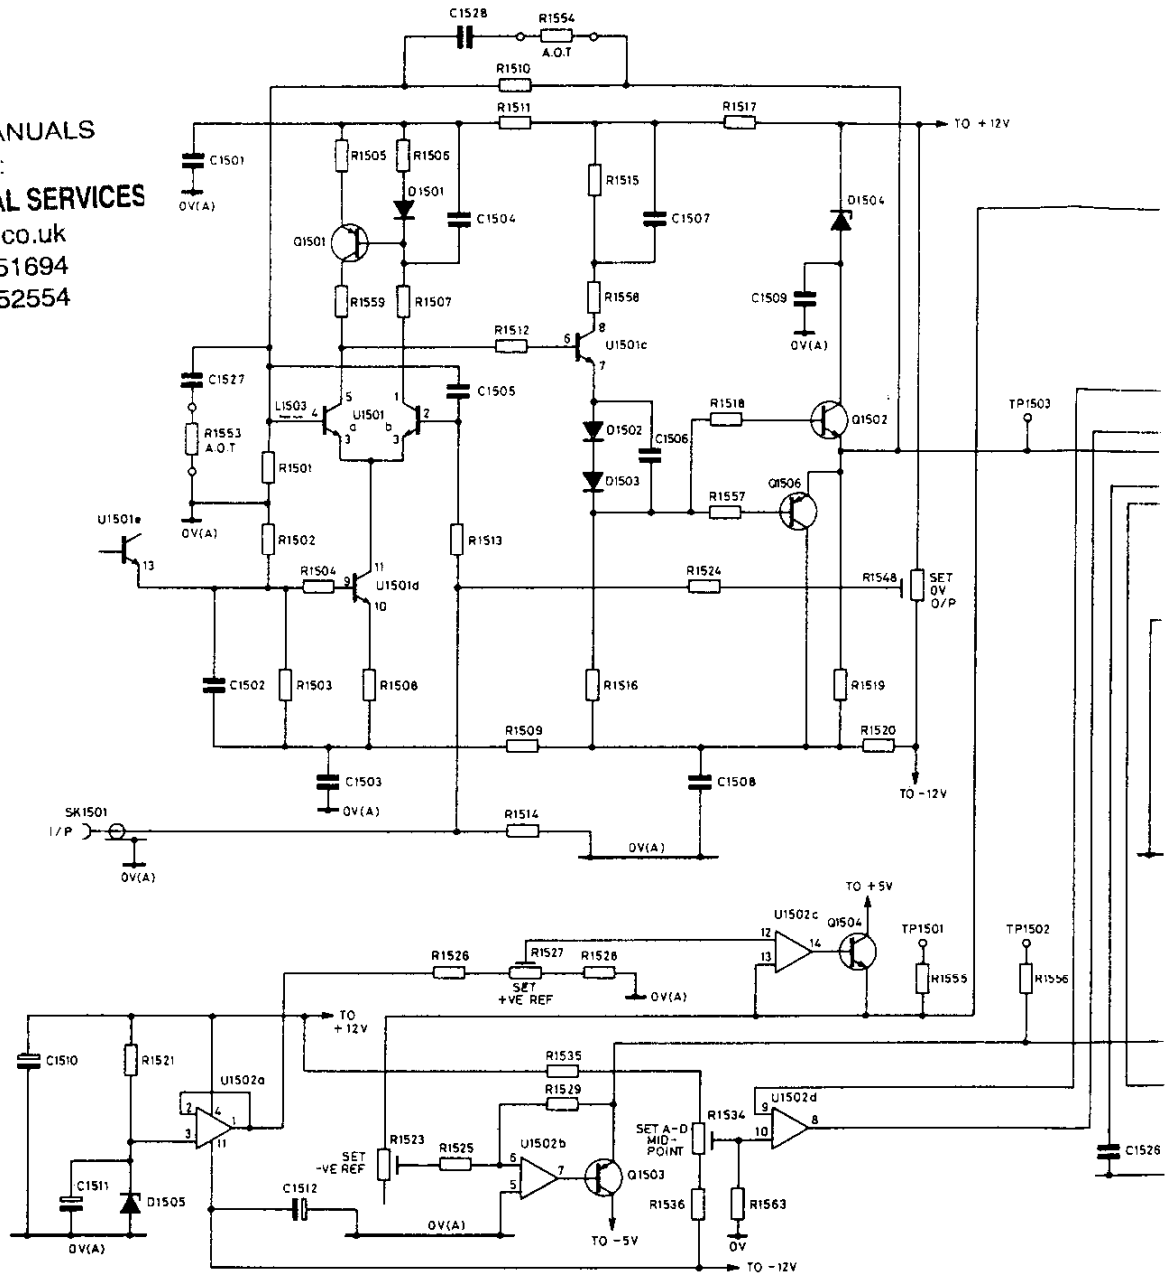 C1528
R1554
A.O.T
R1510
R1511
R1517
TO +12V
ANUALS
:
AL SERVICES
co.uk
51694
52554
C1501
0V(A)
R1505
R1506
D1501
C1504
R1515
C1507
D1504
Q1501
R1559
R1507
R1558
C1509
0V(A)
R1512
6
8
U1501c
7
C1527
L1503
4
5
U1501
1
2
a
b
3
3
C1505
R1518
Q1502
TP1503
R1553
A.O.T
D1502
C1506
R1501
D1503
Q1506
R1557
0V(A)
U1501e
13
R1502
R1513
R1504
9
11
U1501d
10
R1524
R1548
SET
0V
O/P
C1502
R1503
R1508
R1516
R1519
R1509
R1520
C1503
0V(A)
C1508
TO -12V
SK1501
I/P
R1514
0V(A)
0V(A)
TO +5V
U1502c
Q1504
12
13
14
TP1501
TP1502
R1526
R1527
R1528
SET
+VE REF
0V(A)
R1555
R1556
TO
+12V
C1510
R1521
U1502a
2
3
4
11
1
R1535
R1529
R1523
SET
-VE REF
R1525
U1502b
6
5
7
Q1503
SET A-D
MID-
POINT
R1534
U1502d
9
10
8
C1526
C1511
D1505
C1512
R1536
R1563
0V(A)
0V(A)
TO -5V
0V
TO -12V